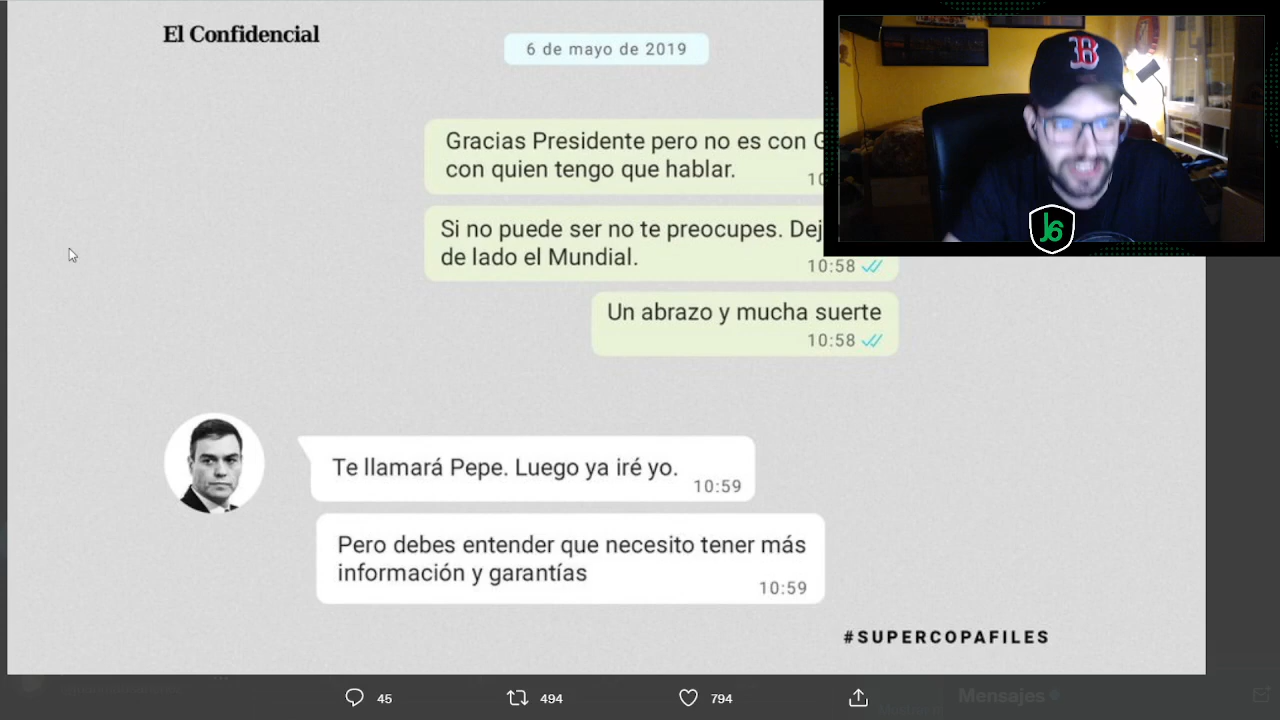 El Confidencial
6 de mayo de 2019
Gracias Presidente pero no es con
con quien tengo que hablar.
Si no puede ser no te preocupes.
de lado el Mundial.
10:58
Un abrazo y mucha suerte
10:58
Te llamará Pepe. Luego ya iré yo.
10:59
Pero debes entender que necesito tener más
información y garantías
10:59
#SUPERCOPAFILES
45
494
794
Mensajes
B
J6